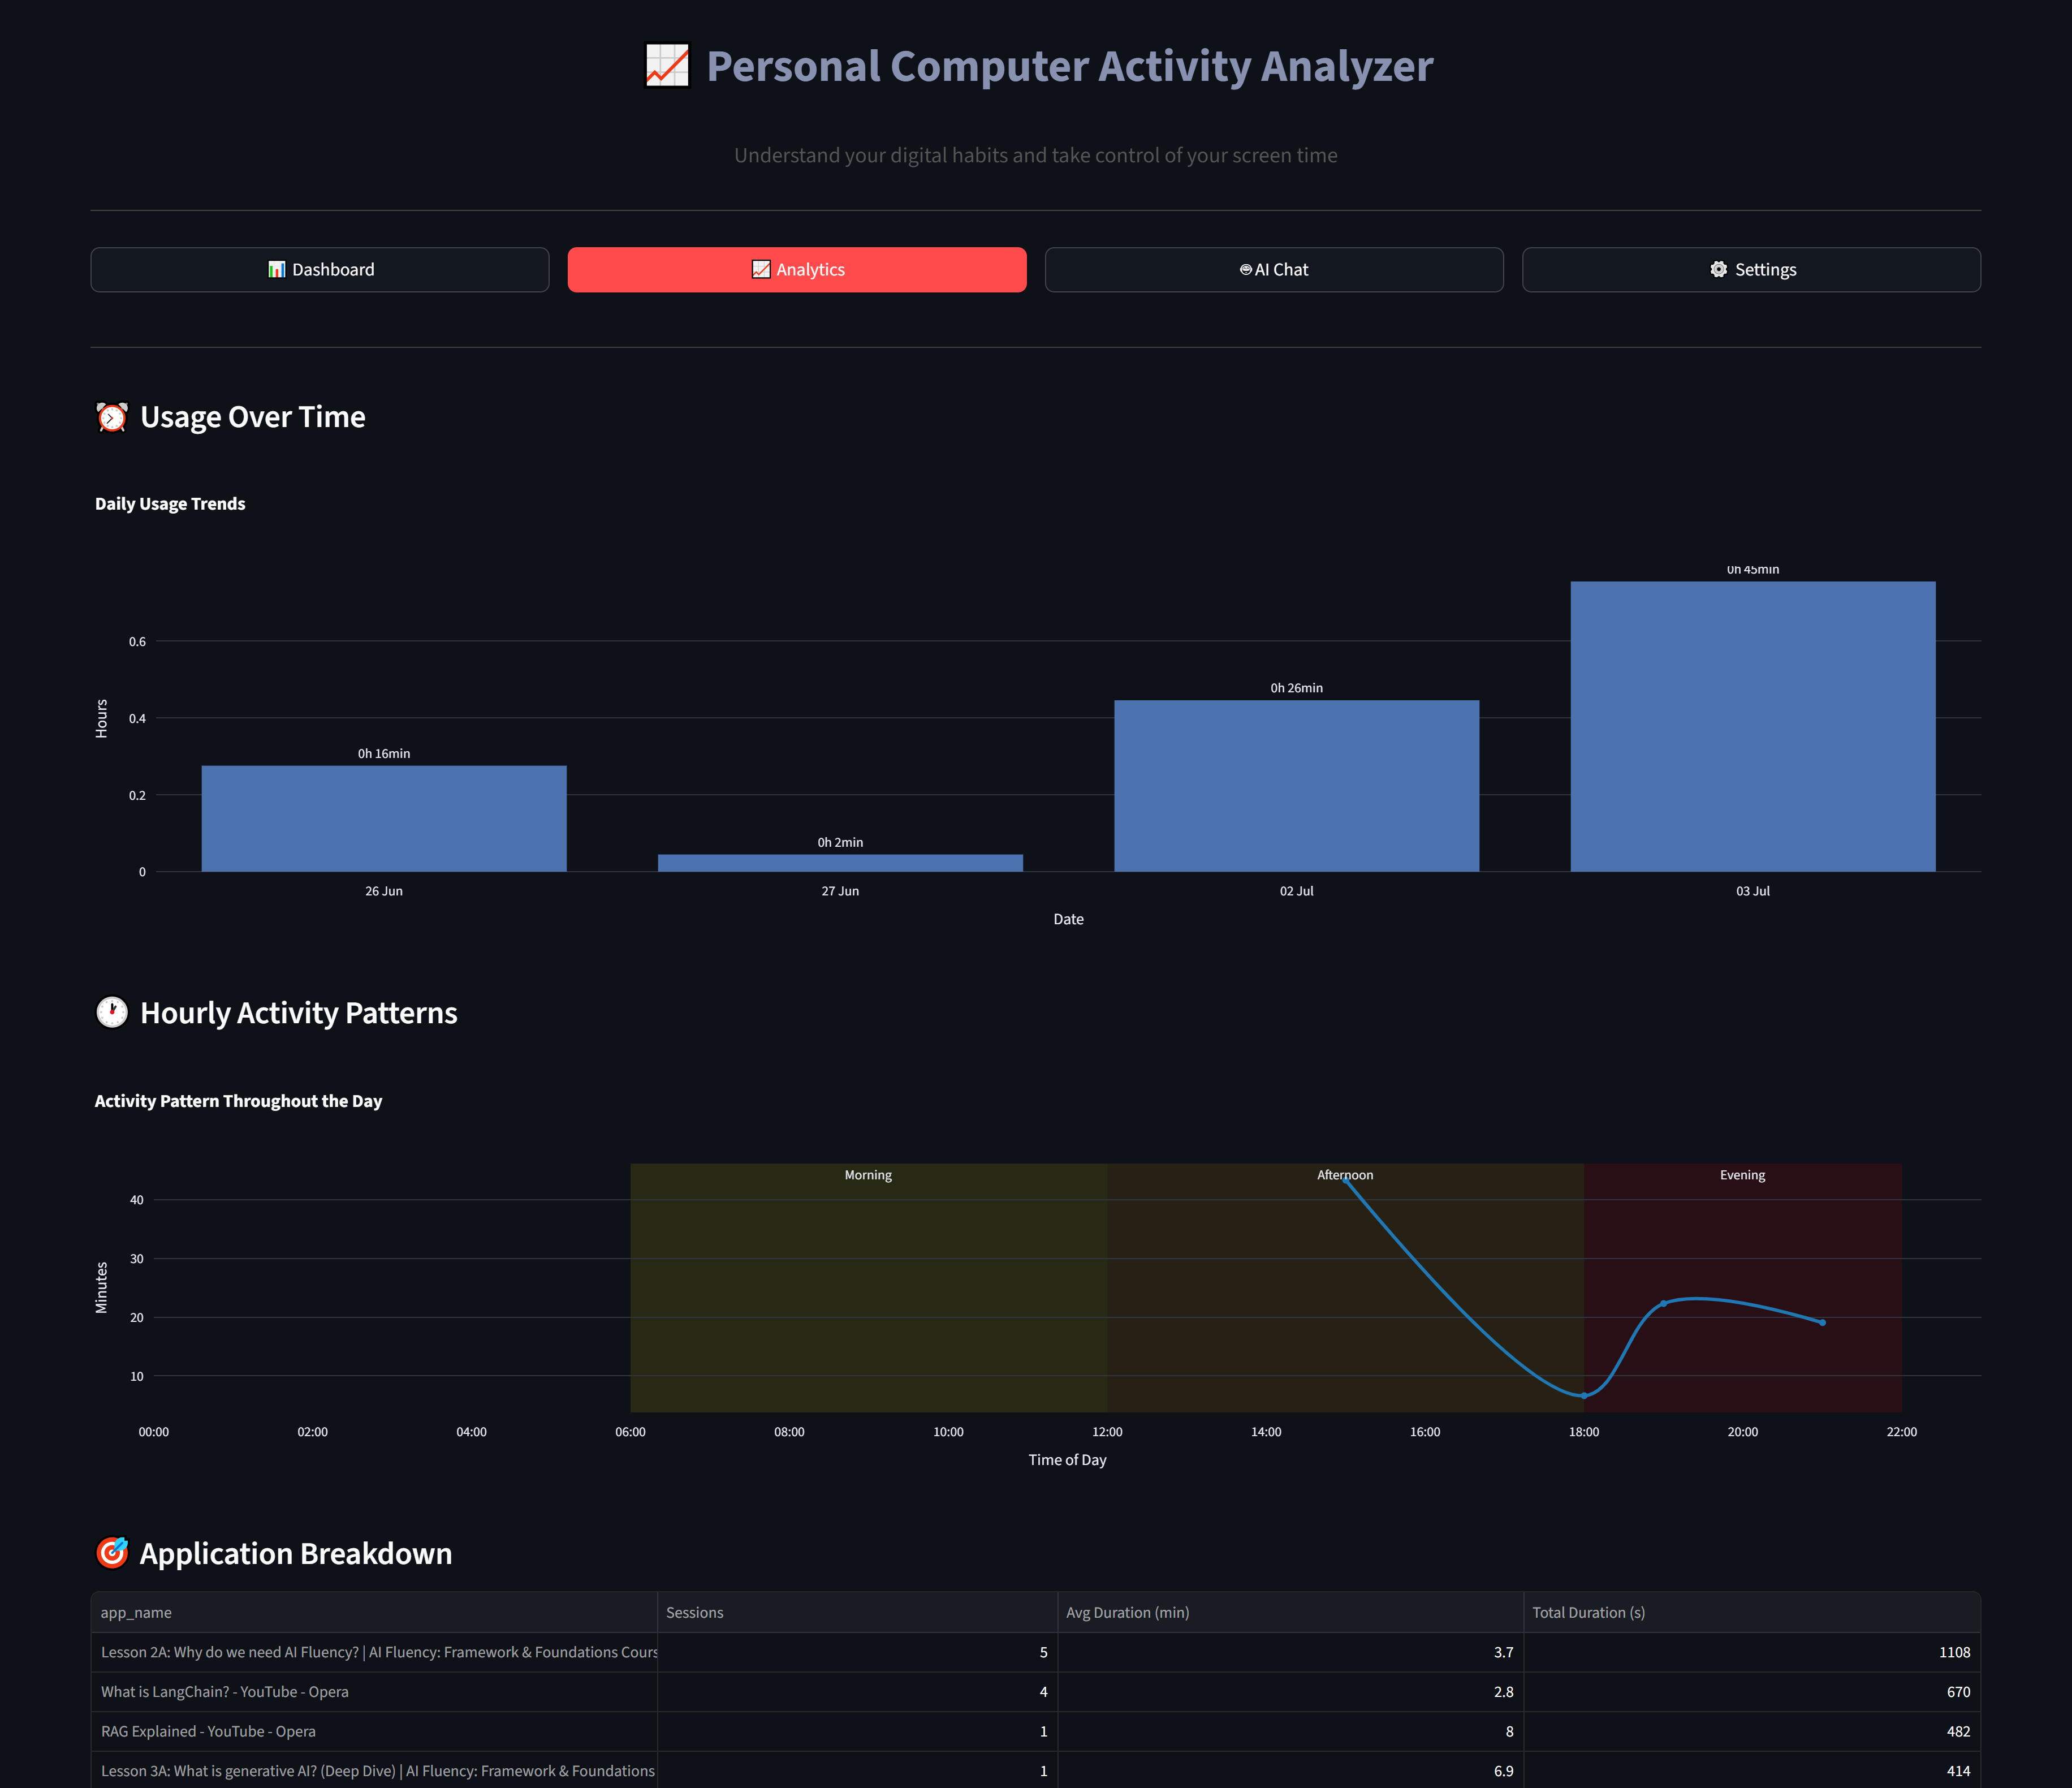 Personal Computer Activity Analyzer
Understand your digital habits and take control of your screen time
Dashboard
Analytics
AI Chat
Settings
Usage Over Time
Daily Usage Trends
0h 45min
0.6
0h 26min
0.4
0h 16min
0.2
0h 2min
0
Hours
26 Jun 27 Jun 02 Jul 03 Jul
Date
Hourly Activity Patterns
Activity Pattern Throughout the Day
Morning Afternoon Evening
40
30
20
10
Minutes
00:00 02:00 04:00 06:00 08:00 10:00 12:00 14:00 16:00 18:00 20:00 22:00
Time of Day
Application Breakdown
app_name Sessions Avg Duration (min) Total Duration (s)
Lesson 2A: Why do we need AI Fluency? | AI Fluency: Framework & Foundations Cours 5 3.7 1108
What is LangChain? - YouTube - Opera 4 2.8 670
RAG Explained - YouTube - Opera 1 8 482
Lesson 3A: What is generative AI? (Deep Dive) | AI Fluency: Framework & Foundations 1 6.9 414